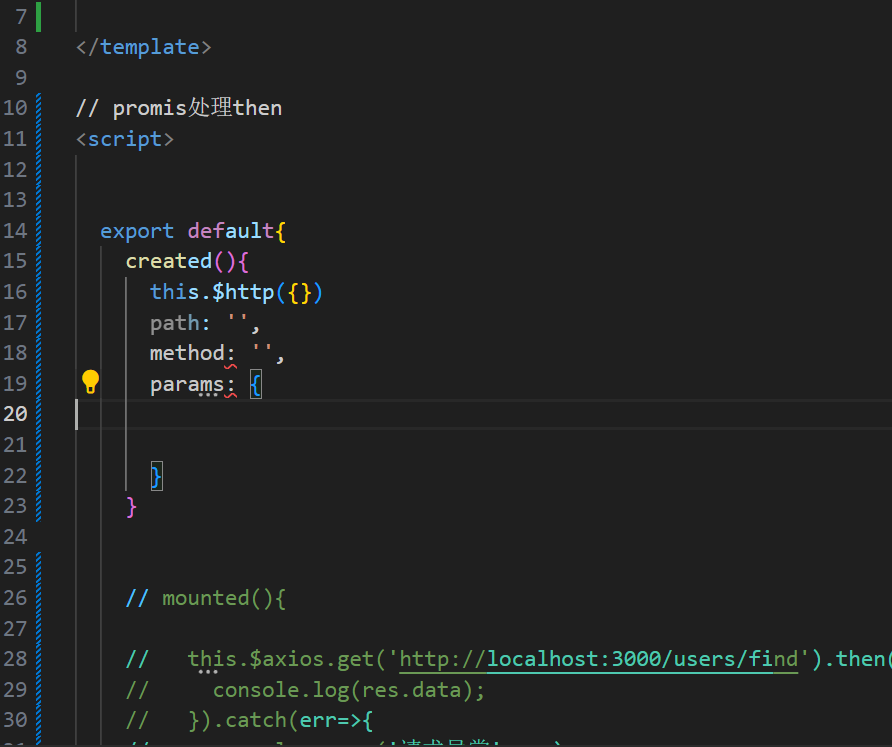 7
8 </template>
9
10 // promis处理then
11 <script>
12
13
14 export default{
15 created(){
16 this.$http({})
17 path: '',
18 method: '',
19 params: {
20
21
22 }
23 }
24
25
26 // mounted(){
27
28 // this.$axios.get('http://localhost:3000/users/find').then(
29 // console.log(res.data);
30 // }).catch(err=>{